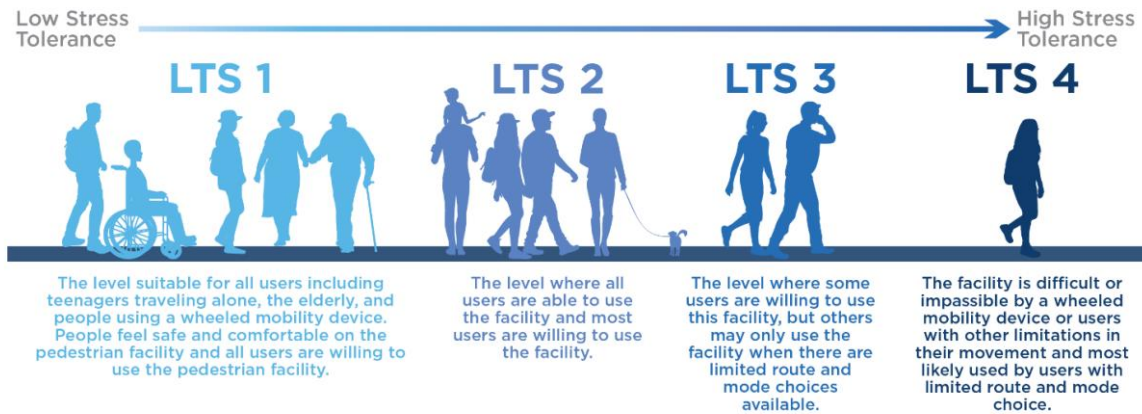 Low Stress
Tolerance
High Stress
Tolerance
LTS 1
LTS 2
LTS 3
LTS 4
The level suitable for all users including
teenagers traveling alone, the elderly, and
people using a wheeled mobility device.
People feel safe and comfortable on the
pedestrian facility and all users are willing to
use the pedestrian facility.
The level where all
users are able to use
the facility and most
users are willing to use
the facility.
The level where some
users are willing to use
this facility, but others
may only use the
facility when there are
limited route and
mode choices
available.
The facility is difficult or
impassible by a wheeled
mobility device or users
with other limitations in
their movement and most
likely used by users with
limited route and mode
choice.